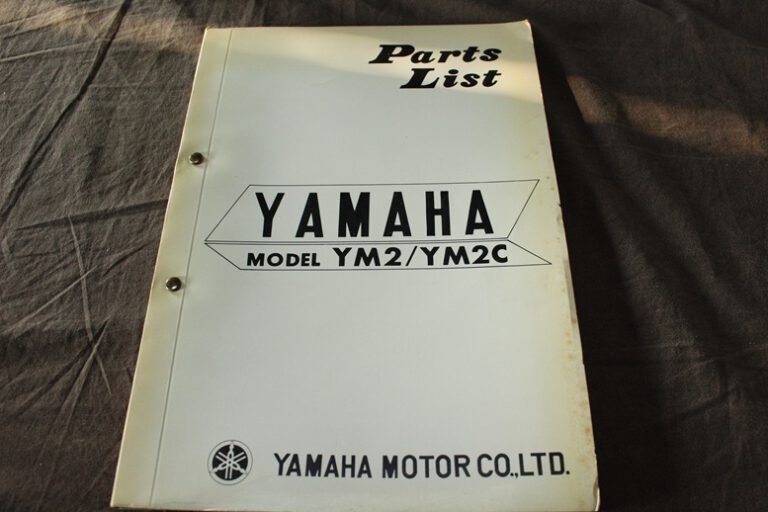 Parts
List
YAMAHA
MODEL YM2/YM2C
YAMAHA MOTOR CO.,LTD.